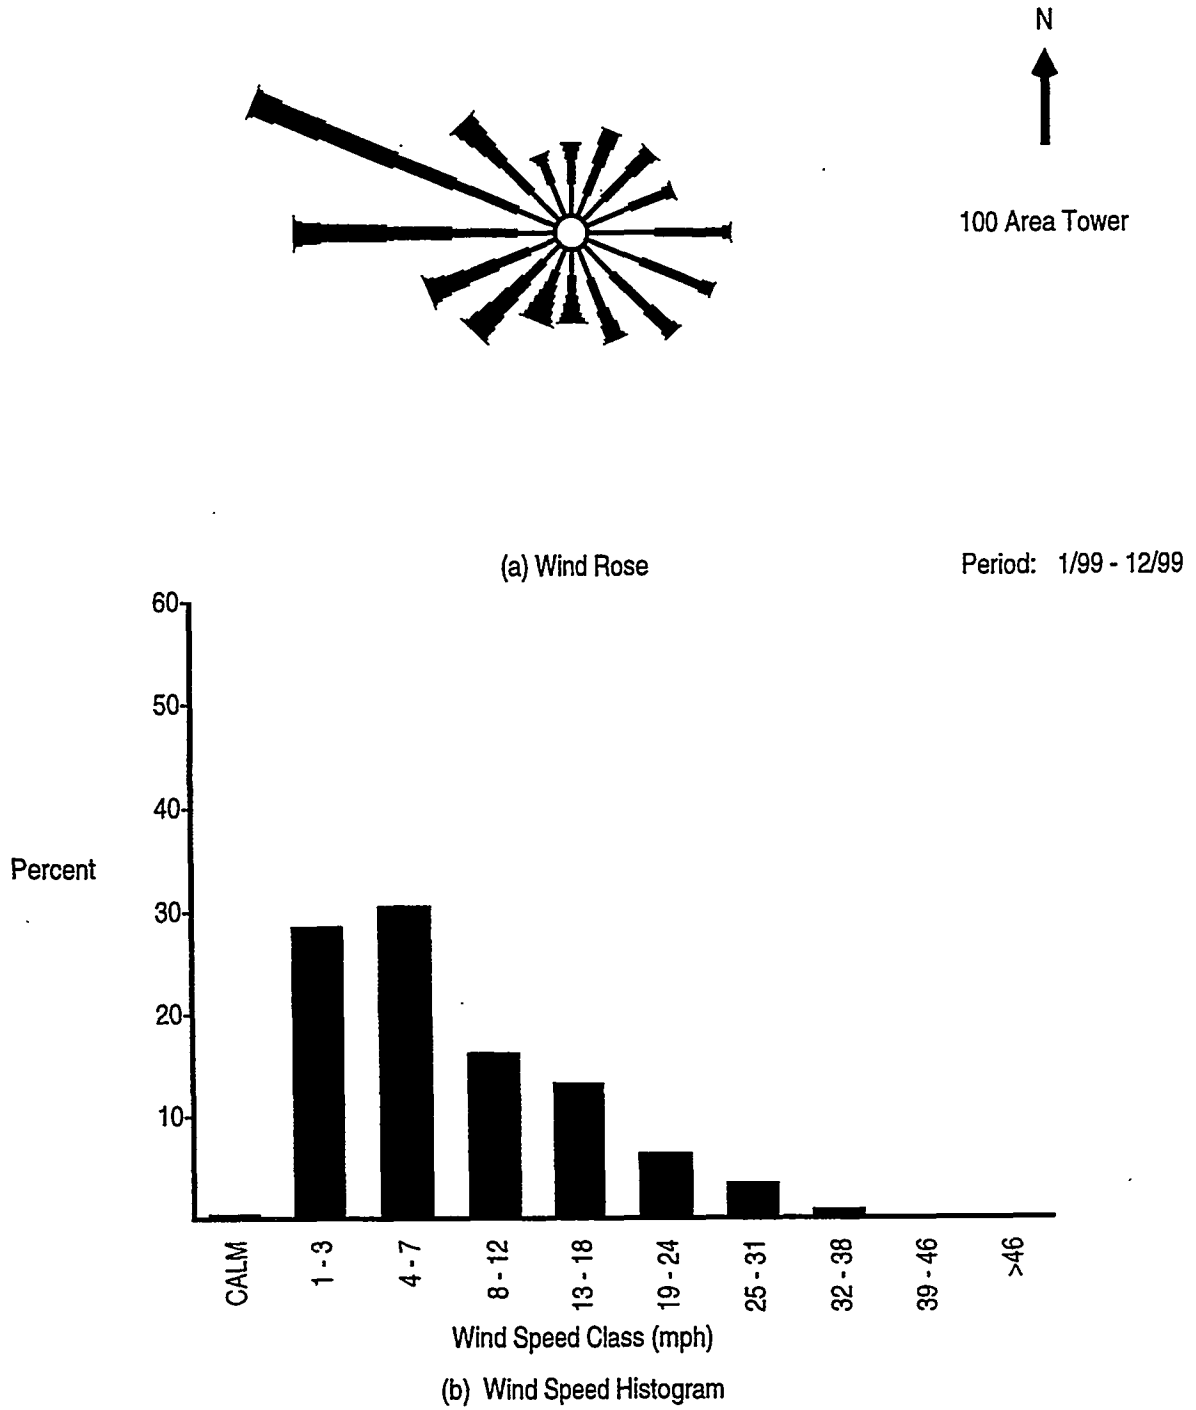 N
100 Area Tower
(a) Wind Rose
Period: 1/99 - 12/99
60
50
40
30
20
10
Percent
CALM
1 - 3
4 - 7
8 - 12
13 - 18
19 - 24
25 - 31
32 - 38
39 - 46
>46
Wind Speed Class (mph)
(b) Wind Speed Histogram